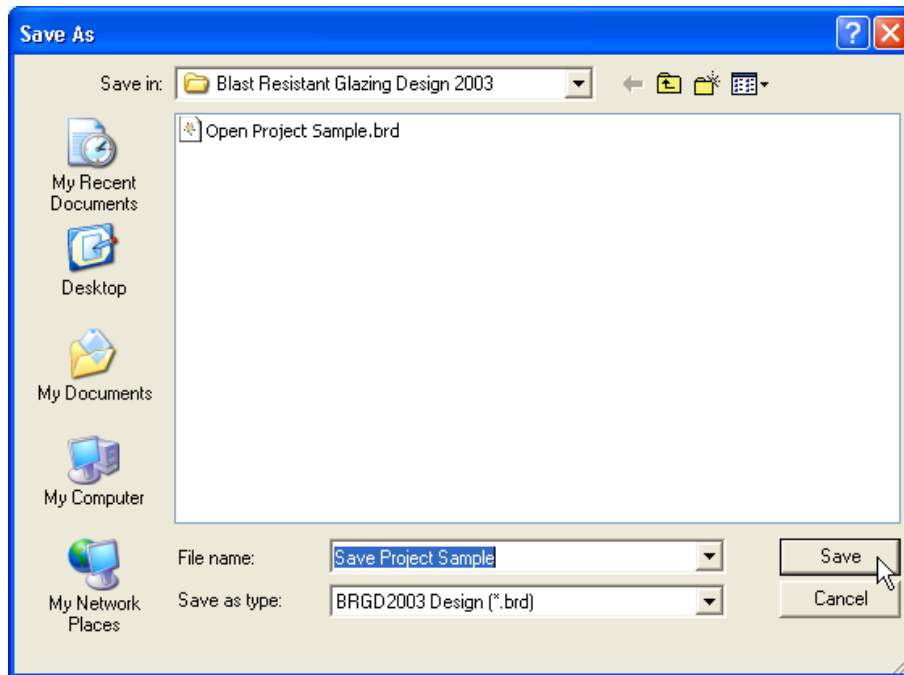 Save As
Save in:
Blast Resistant Glazing Design 2003
Open Project Sample.brd
My Recent
Documents
Desktop
My Documents
My Computer
My Network
Places
File name:
Save Project Sample
Save
Save as type:
BRGD2003 Design (*.brd)
Cancel